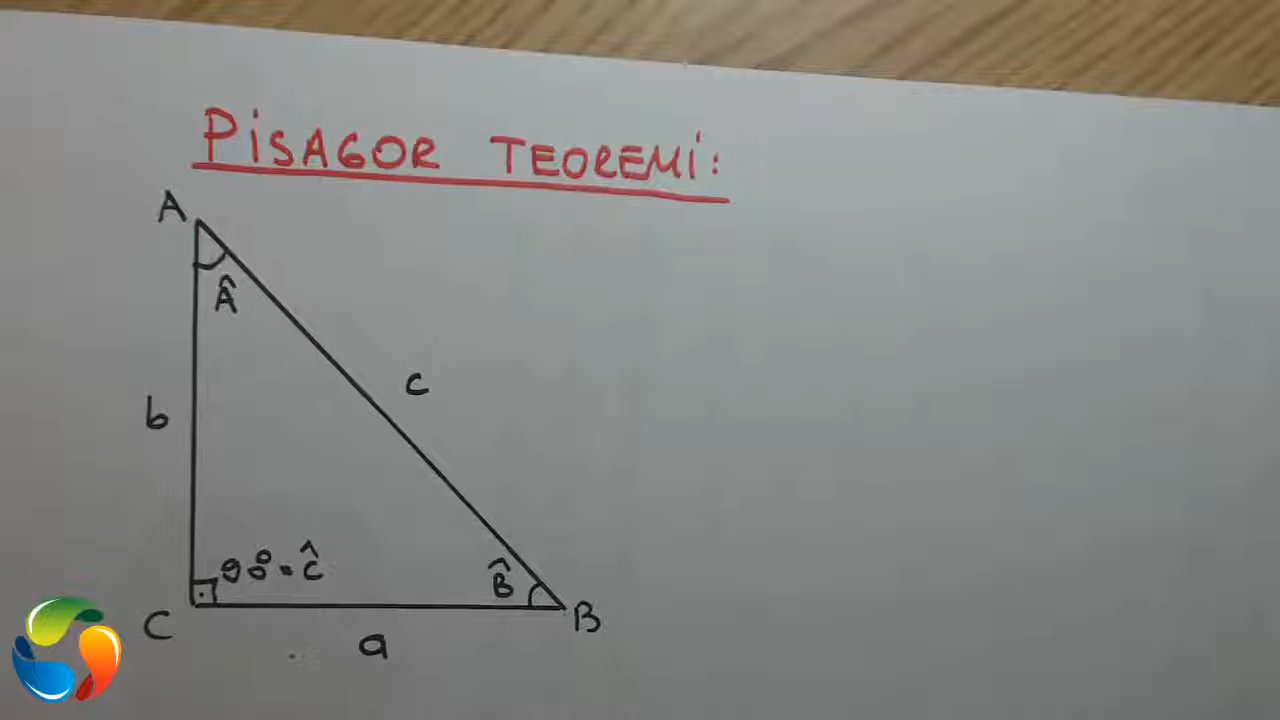 PİSAGOR TEOREMİ:
A
Â
c
b
90° = Ĉ
B̂
C
B
a